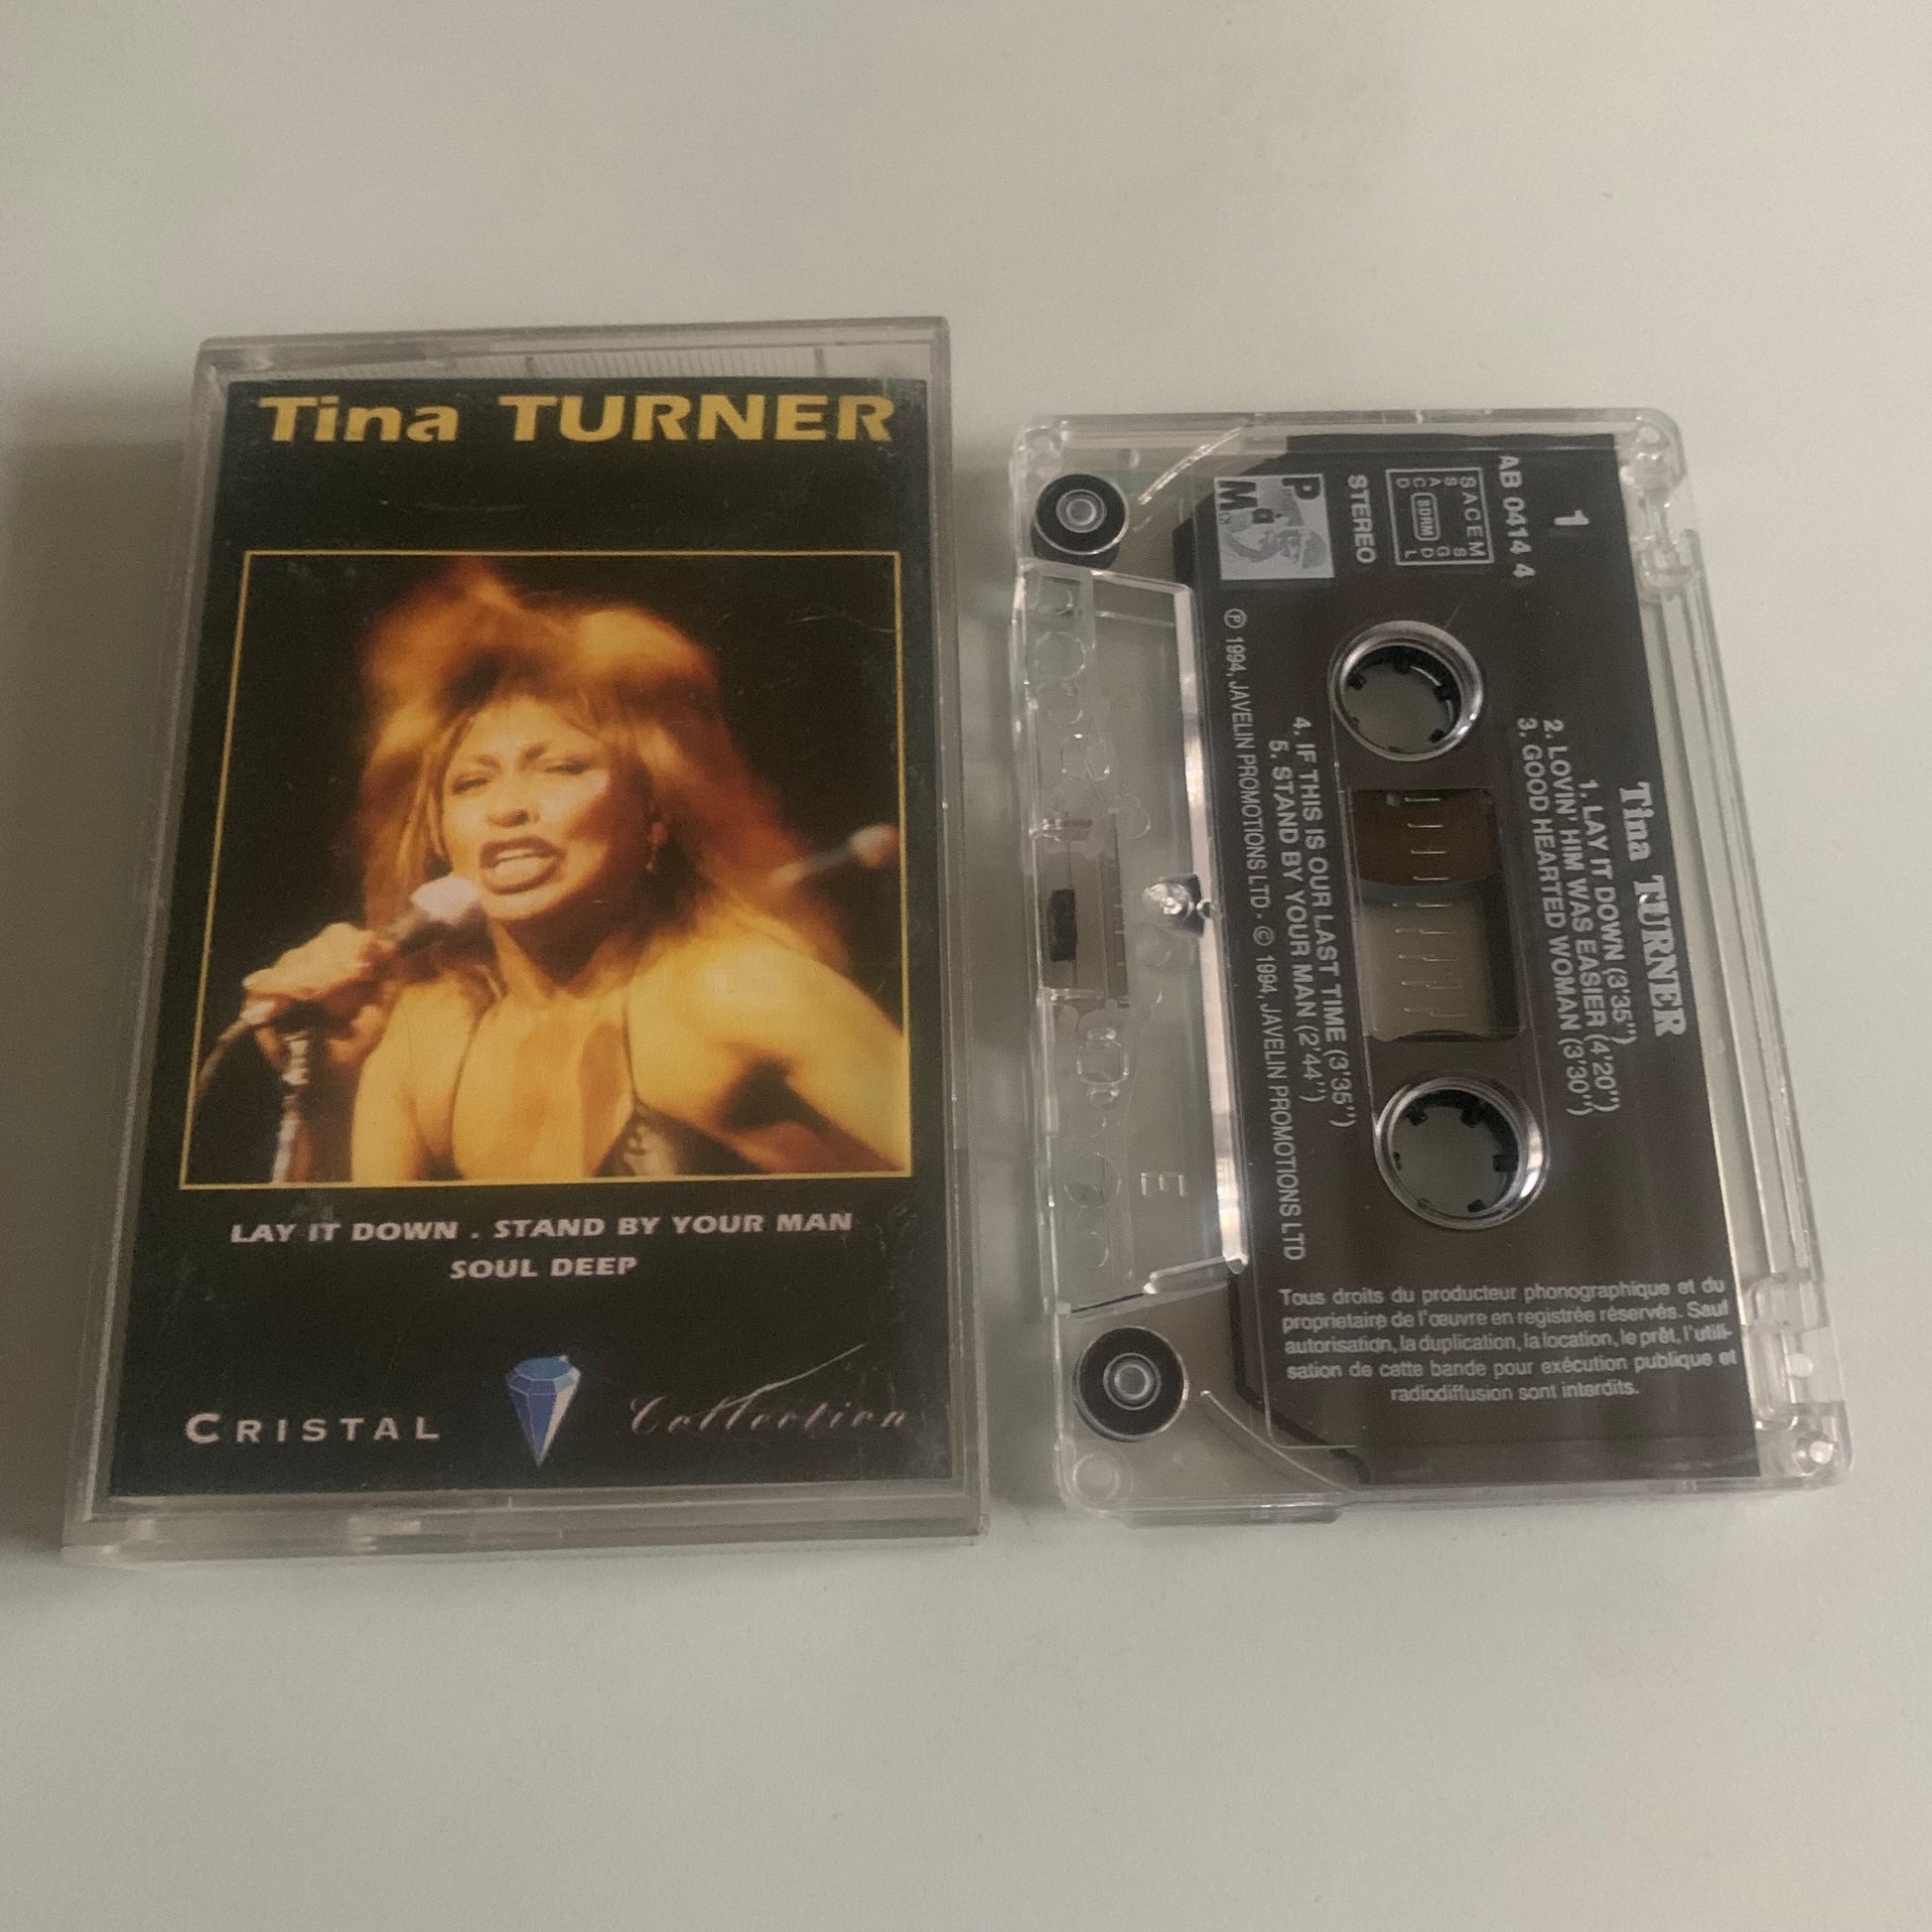 Tina TURNER
LAY IT DOWN . STAND BY YOUR MAN
SOUL DEEP
CRISTAL
Collection
Tina TURNER
1. LAY IT DOWN (3'35")
2. LOVIN' HIM WAS EASIER (4'20")
3. GOOD HEARTED WOMAN (3'30")
1
AB 0414 4
SACEM
SDRM
STEREO
PM
4. IF THIS IS OUR LAST TIME (3'35")
5. STAND BY YOUR MAN (2'44")
Ⓟ 1994, JAVELIN PROMOTIONS LTD - © 1994, JAVELIN PROMOTIONS LTD
Tous droits du producteur phonographique et du
proprietaire de l'œuvre en registrée réservés. Sauf
autorisation, la duplication, la location, le prêt, l'utili-
sation de cette bande pour exécution publique et
radiodiffusion sont interdits.
E